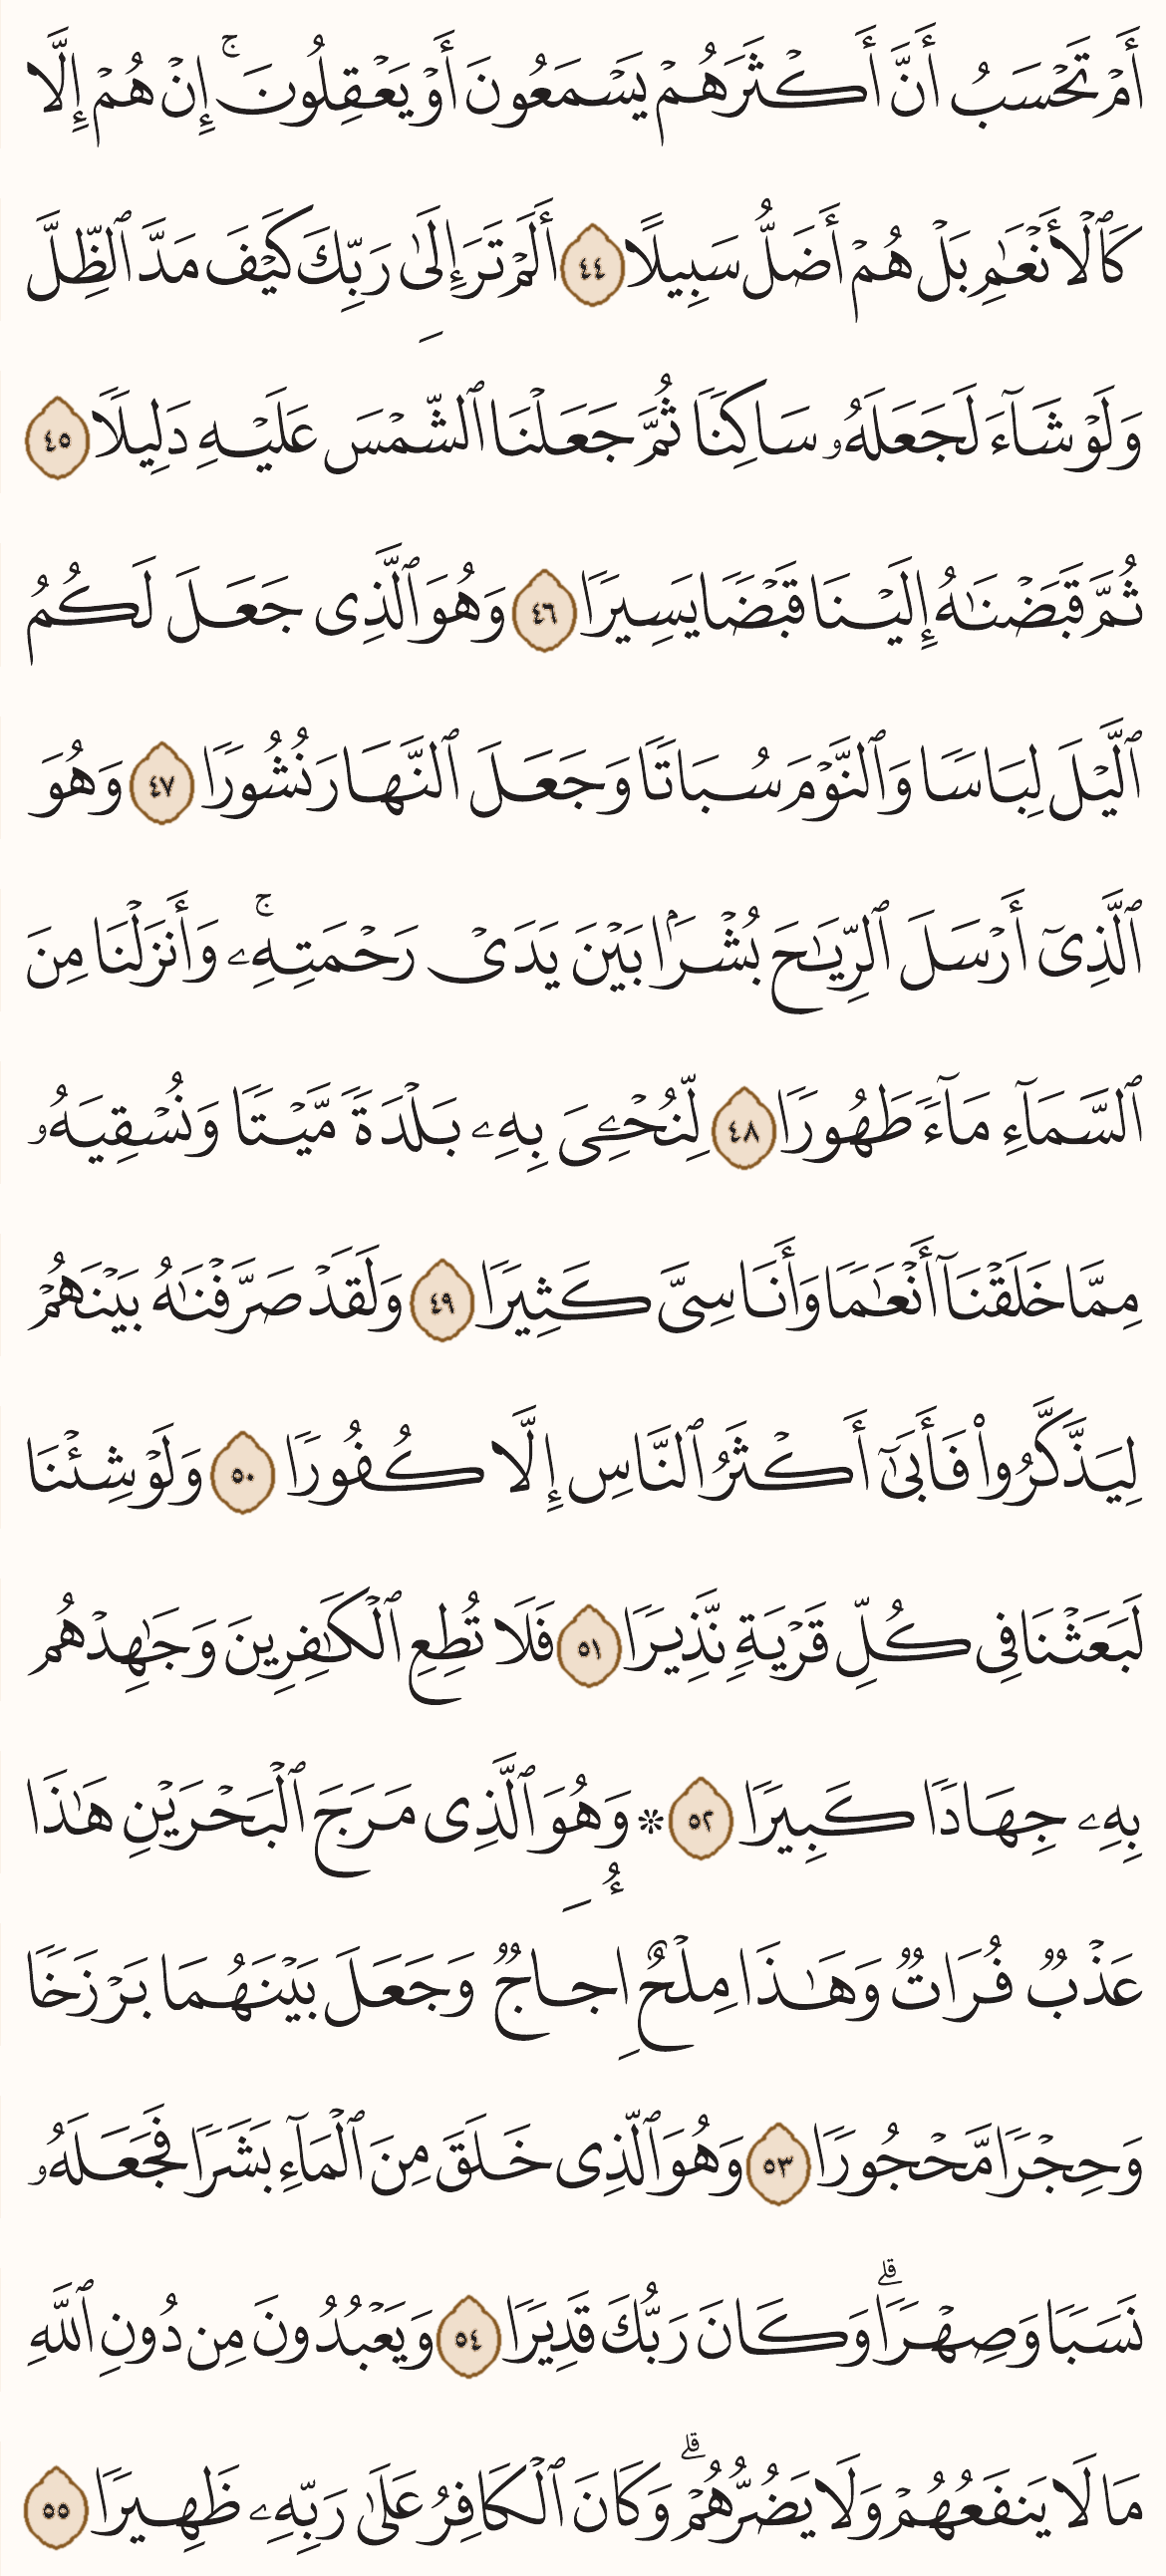 أَمْ تَحْسَبُ أَنَّ أَكْثَرَهُمْ يَسْمَعُونَ أَوْ يَعْقِلُونَ ۚ إِنْ هُمْ إِلَّا
كَٱلْأَنْعَـٰمِ بَلْ هُمْ أَضَلُّ سَبِيلًا ٤٤ أَلَمْ تَرَ إِلَىٰ رَبِّكَ كَيْفَ مَدَّ ٱلظِّلَّ
وَلَوْ شَآءَ لَجَعَلَهُۥ سَاكِنًا ثُمَّ جَعَلْنَا ٱلشَّمْسَ عَلَيْهِ دَلِيلًا ٤٥
ثُمَّ قَبَضْنَـٰهُ إِلَيْنَا قَبْضًا يَسِيرًا ٤٦ وَهُوَ ٱلَّذِى جَعَلَ لَكُمُ
ٱلَّيْلَ لِبَاسًا وَٱلنَّوْمَ سُبَاتًا وَجَعَلَ ٱلنَّهَارَ نُشُورًا ٤٧ وَهُوَ
ٱلَّذِىٓ أَرْسَلَ ٱلرِّيَـٰحَ بُشْرًۢا بَيْنَ يَدَىْ رَحْمَتِهِۦ ۚ وَأَنزَلْنَا مِنَ
ٱلسَّمَآءِ مَآءً طَهُورًا ٤٨ لِّنُحْـِۧىَ بِهِۦ بَلْدَةً مَّيْتًا وَنُسْقِيَهُۥ
مِمَّا خَلَقْنَآ أَنْعَـٰمًا وَأَنَاسِىَّ كَثِيرًا ٤٩ وَلَقَدْ صَرَّفْنَـٰهُ بَيْنَهُمْ
لِيَذَّكَّرُوا۟ فَأَبَىٰٓ أَكْثَرُ ٱلنَّاسِ إِلَّا كُفُورًا ٥٠ وَلَوْ شِئْنَا
لَبَعَثْنَا فِى كُلِّ قَرْيَةٍ نَّذِيرًا ٥١ فَلَا تُطِعِ ٱلْكَـٰفِرِينَ وَجَـٰهِدْهُم
بِهِۦ جِهَادًا كَبِيرًا ٥٢ ۞ وَهُوَ ٱلَّذِى مَرَجَ ٱلْبَحْرَيْنِ هَـٰذَا
عَذْبٌ فُرَاتٌ وَهَـٰذَا مِلْحٌ اجاجٌ وَجَعَلَ بَيْنَهُمَا بَرْزَخًا
وَحِجْرًا مَّحْجُورًا ٥٣ وَهُوَ ٱلَّذِى خَلَقَ مِنَ ٱلْمَآءِ بَشَرًا فَجَعَلَهُۥ
نَسَبًا وَصِهْرًا ۗ وَكَانَ رَبُّكَ قَدِيرًا ٥٤ وَيَعْبُدُونَ مِن دُونِ ٱللَّهِ
مَا لَا يَنفَعُهُمْ وَلَا يَضُرُّهُمْ ۗ وَكَانَ ٱلْكَافِرُ عَلَىٰ رَبِّهِۦ ظَهِيرًا ٥٥